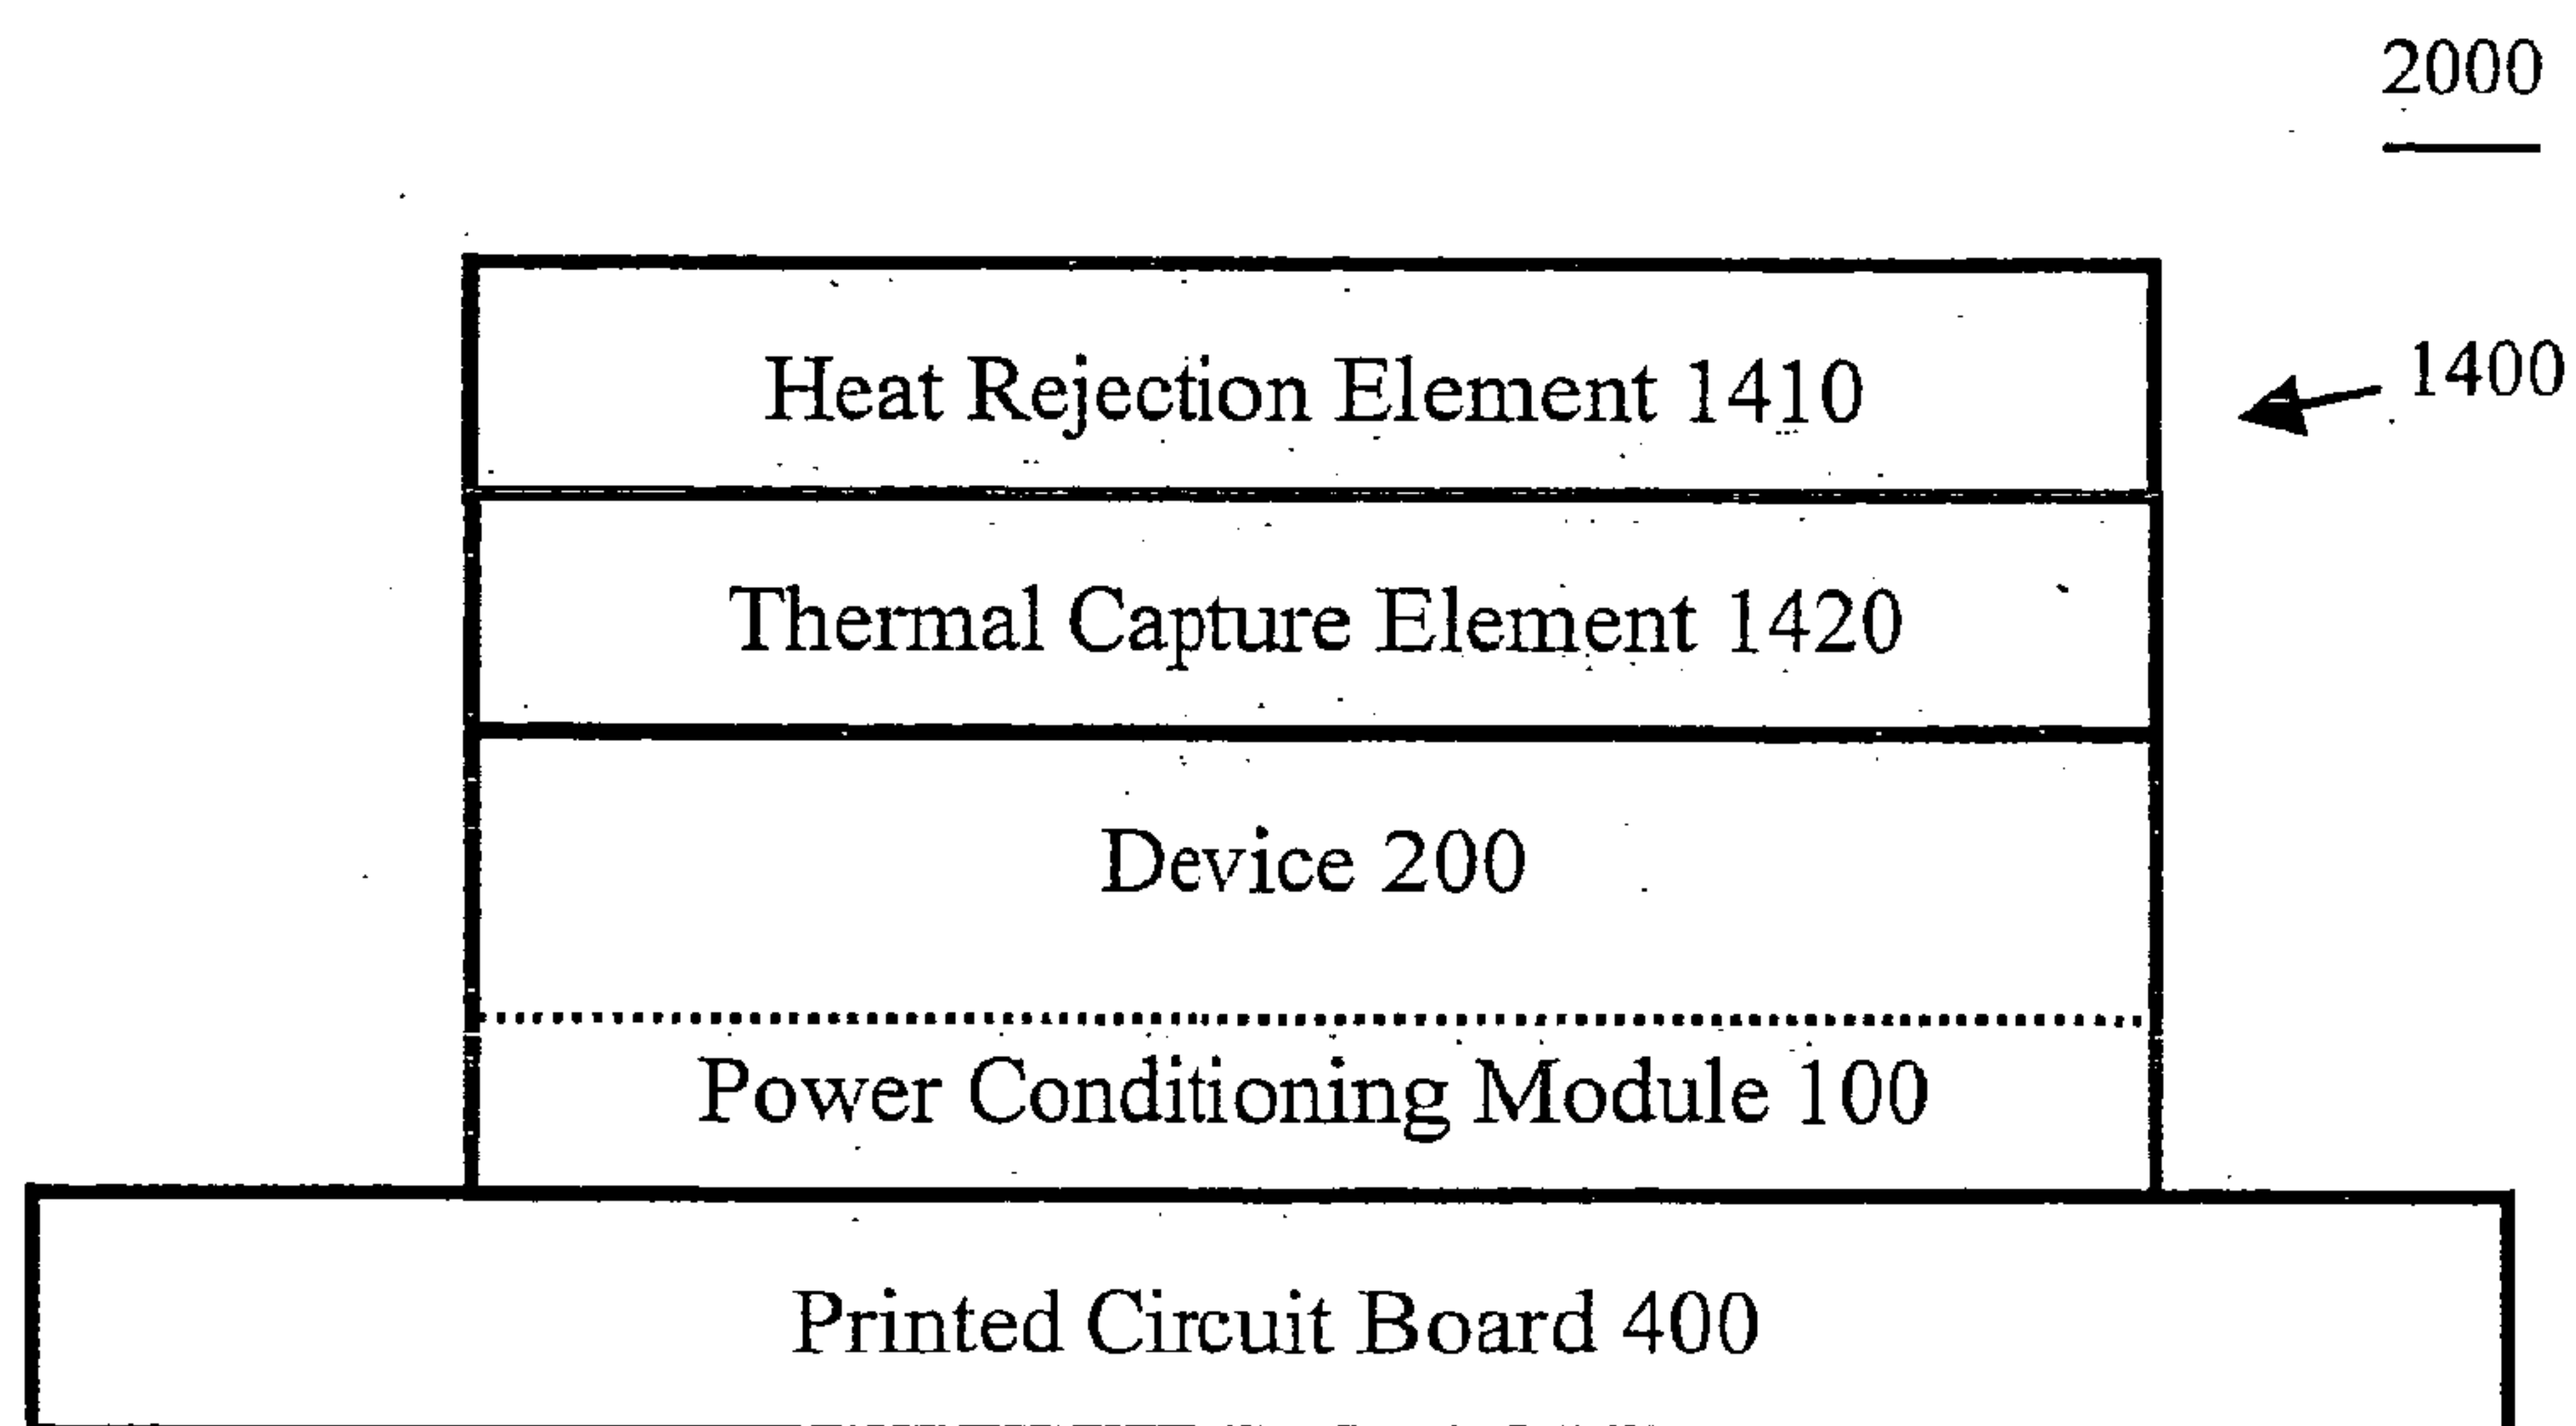 2000
Heat Rejection Element 1410
1400
Thermal Capture Element 1420
Device 200
Power Conditioning Module 100
Printed Circuit Board 400